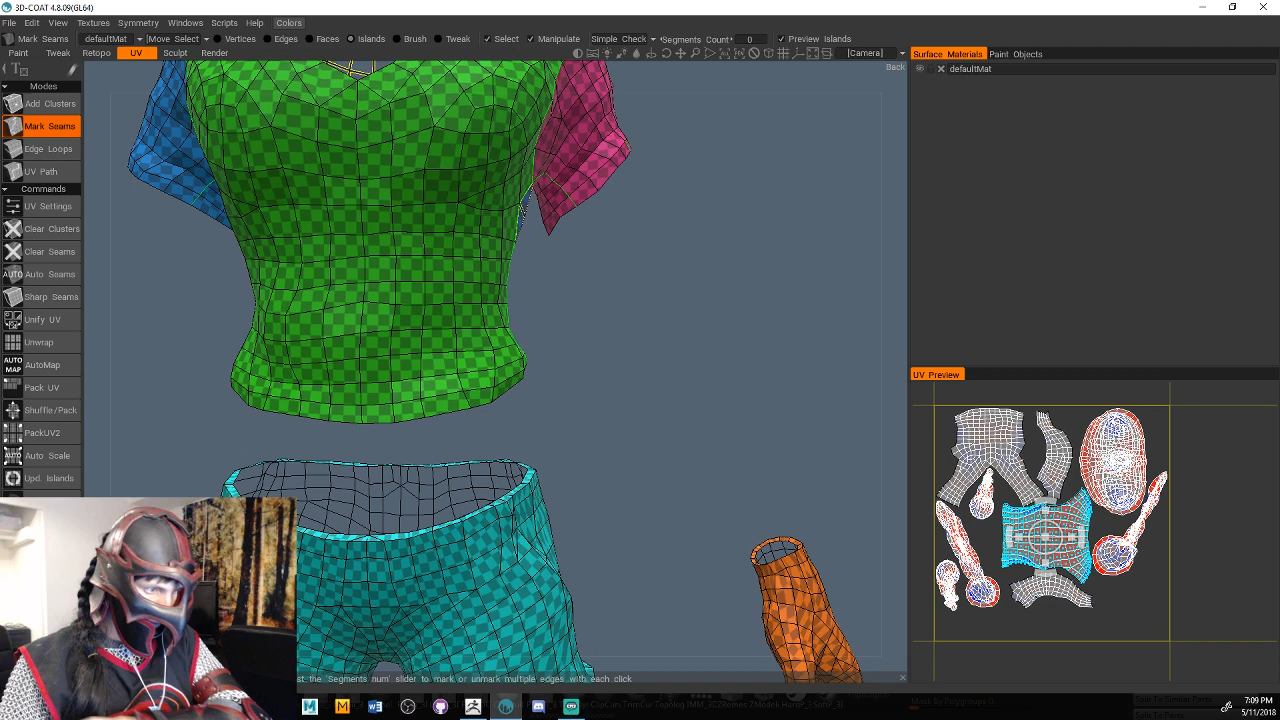 3D-COAT 4.8.09(GL64)
File Edit View Textures Symmetry Windows Scripts Help Colors
Mark Seams defaultMat [Move Select Vertices Edges Faces Islands Brush Tweak Select Manipulate Simple Check Segments Count 0 Preview Islands
Paint Tweak Retopo UV Sculpt Render [Camera]
Back
Modes
Add Clusters
Mark Seams
Edge Loops
UV Path
Commands
UV Settings
Clear Clusters
Clear Seams
AUTO Auto Seams
Sharp Seams
Unify UV
Unwrap
AUTO MAP AutoMap
Pack UV
Shuffle/Pack
PackUV2
AUTO Auto Scale
Upd. Islands
Surface Materials Paint Objects
defaultMat
UV Preview
st the 'Segments num' slider to mark or unmark multiple edges with each click
7:09 PM
5/11/2018